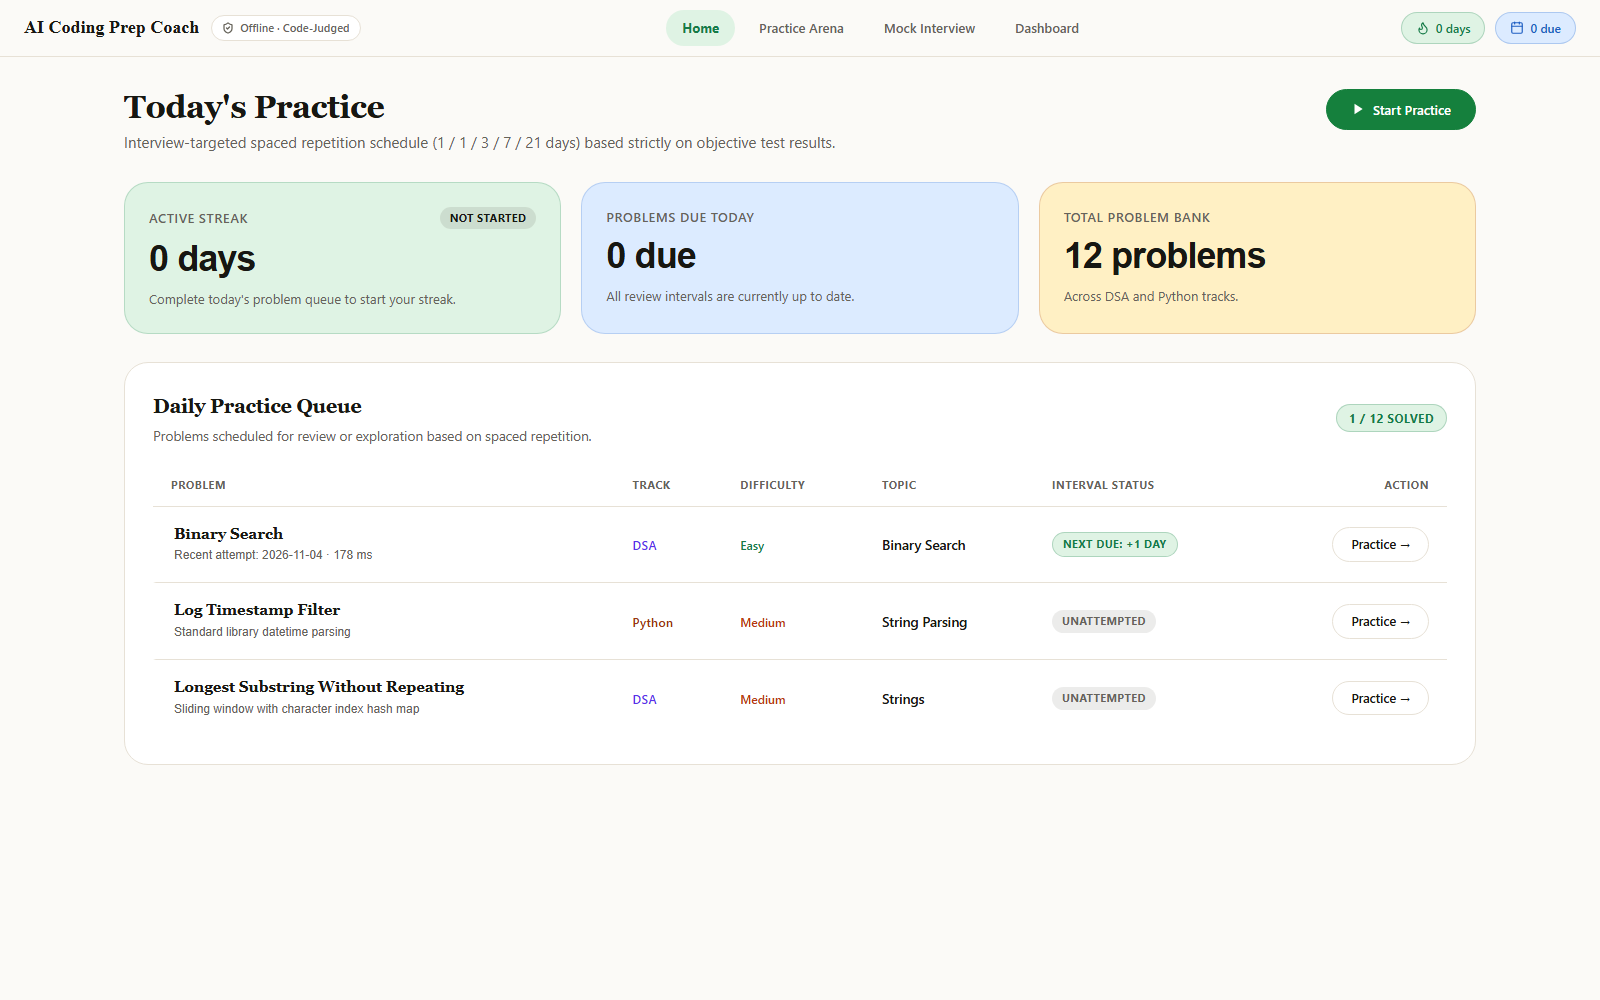 AI Coding Prep Coach
Offline · Code-Judged
Home
Practice Arena
Mock Interview
Dashboard
0 days
0 due
Today's Practice
Interview-targeted spaced repetition schedule (1 / 1 / 3 / 7 / 21 days) based strictly on objective test results.
Start Practice
ACTIVE STREAK
NOT STARTED
0 days
Complete today's problem queue to start your streak.
PROBLEMS DUE TODAY
0 due
All review intervals are currently up to date.
TOTAL PROBLEM BANK
12 problems
Across DSA and Python tracks.
Daily Practice Queue
Problems scheduled for review or exploration based on spaced repetition.
1 / 12 SOLVED
PROBLEM TRACK DIFFICULTY TOPIC INTERVAL STATUS ACTION
Binary Search
Recent attempt: 2026-11-04 · 178 ms
DSA Easy Binary Search NEXT DUE: +1 DAY Practice →
Log Timestamp Filter
Standard library datetime parsing
Python Medium String Parsing UNATTEMPTED Practice →
Longest Substring Without Repeating
Sliding window with character index hash map
DSA Medium Strings UNATTEMPTED Practice →